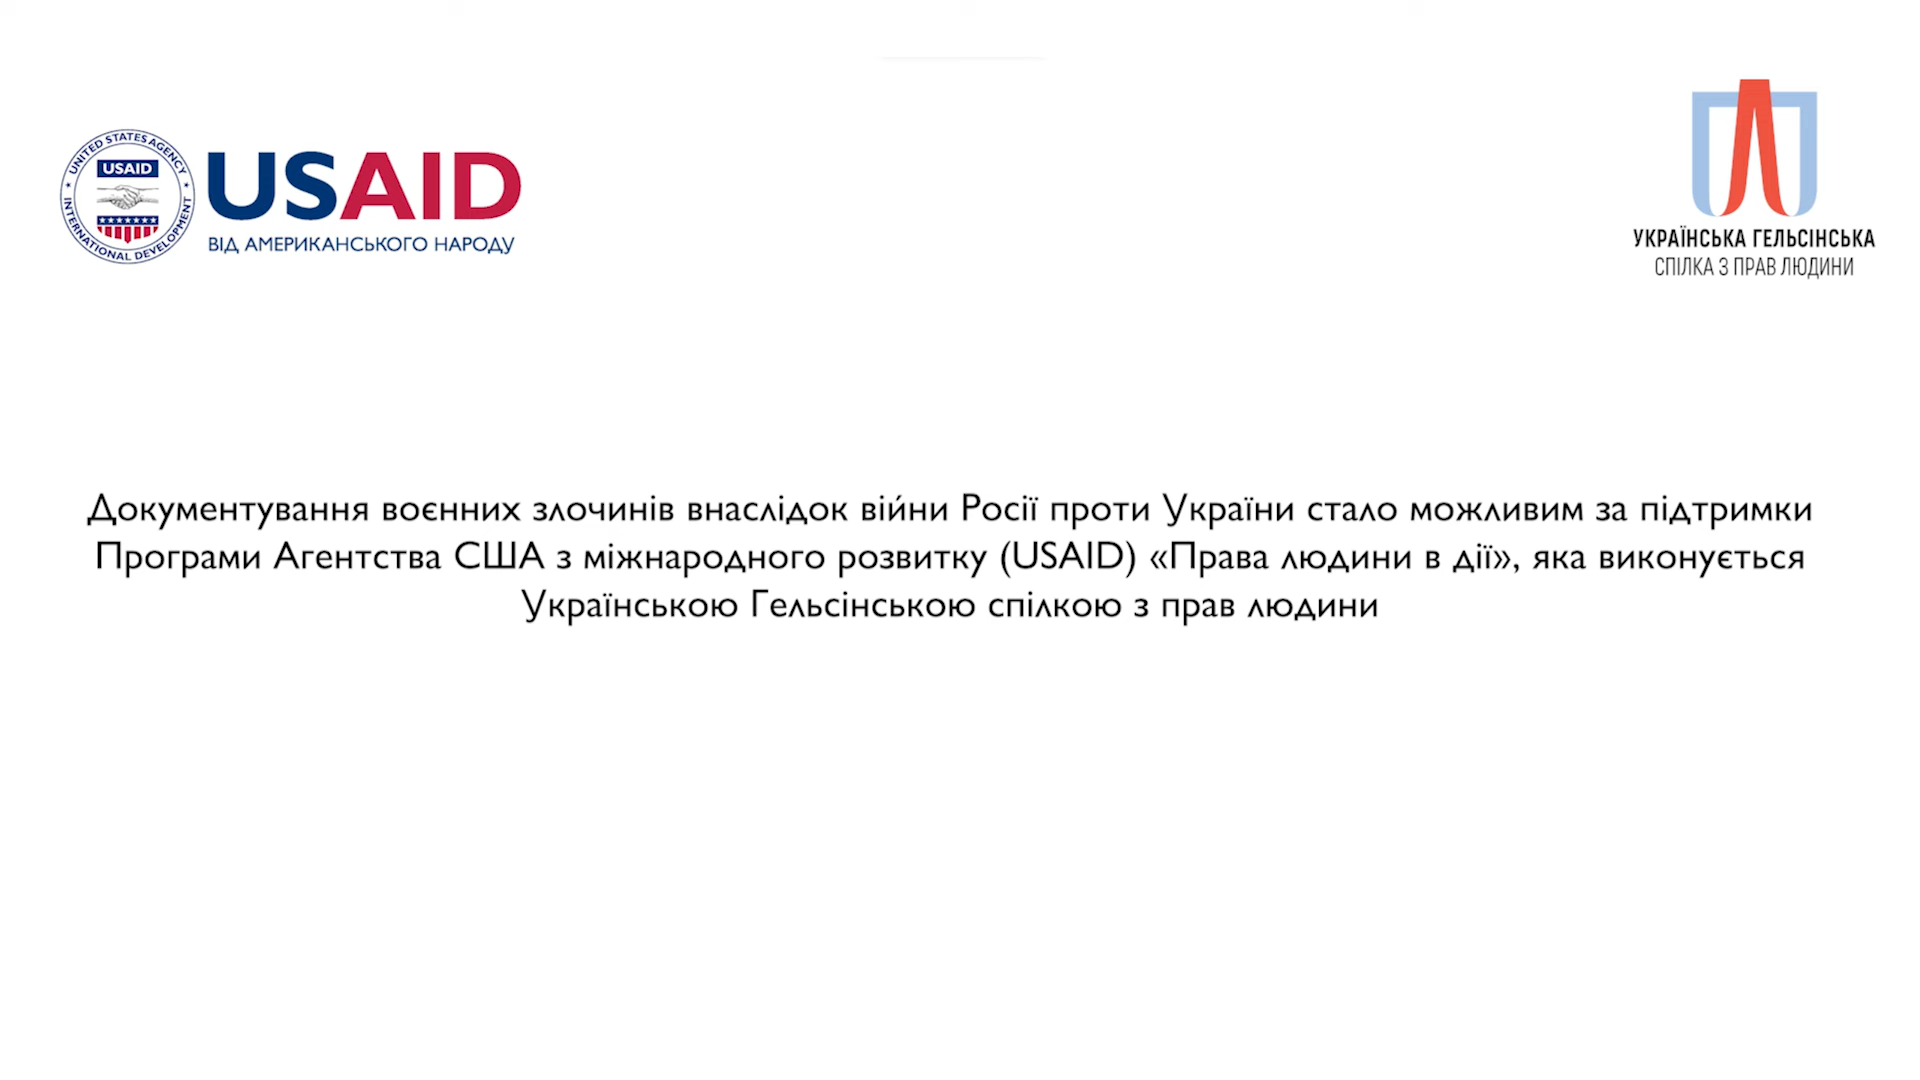 UNITED STATES AGENCY
USAID
INTERNATIONAL DEVELOPMENT
USAID
ВІД АМЕРИКАНСЬКОГО НАРОДУ
УКРАЇНСЬКА ГЕЛЬСІНСЬКА
СПІЛКА З ПРАВ ЛЮДИНИ
Документування воєнних злочинів внаслідок війни Росії проти України стало можливим за підтримки
Програми Агентства США з міжнародного розвитку (USAID) «Права людини в дії», яка виконується
Українською Гельсінською спілкою з прав людини